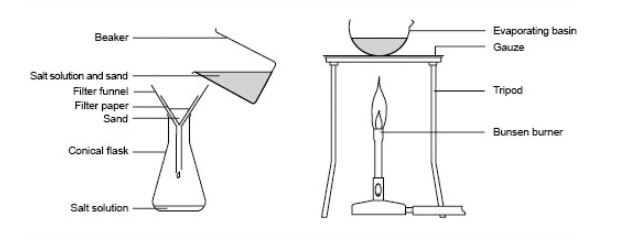 Beaker
Salt solution and sand
Filter funnel
Filter paper
Sand
Conical flask
Salt solution
Evaporating basin
Gauze
Tripod
Bunsen burner